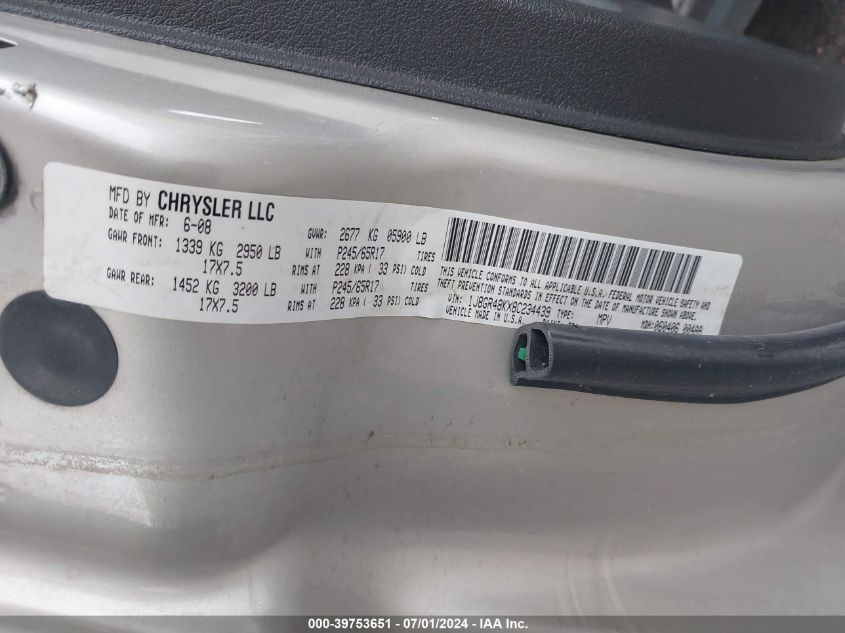 MFD BY CHRYSLER LLC
DATE OF MFR: 6-08 GVWR: 2677 KG 05900 LB
GAWR FRONT: 1339 KG 2950 LB WITH P245/65R17 TIRES
17X7.5 RIMS AT 228 KPA ( 33 PSI) COLD
GAWR REAR: 1452 KG 3200 LB WITH P245/65R17 TIRES
17X7.5 RIMS AT 228 KPA ( 33 PSI) COLD
THIS VEHICLE CONFORMS TO ALL APPLICABLE U.S.A. FEDERAL MOTOR VEHICLE SAFETY AND
THEFT PREVENTION STANDARDS IN EFFECT ON THE DATE OF MANUFACTURE SHOWN ABOVE.
VIN: 1J8GR48KX8C234439 TYPE: MPV MDH: 060406
VEHICLE MADE IN U.S.A.
000-39753651 / 07/01/2024 / IAA Inc.